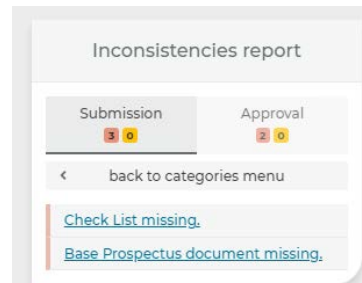 Inconsistencies report
Submission Approval
3 0 2 0
< back to categories menu
Check List missing.
Base Prospectus document missing.